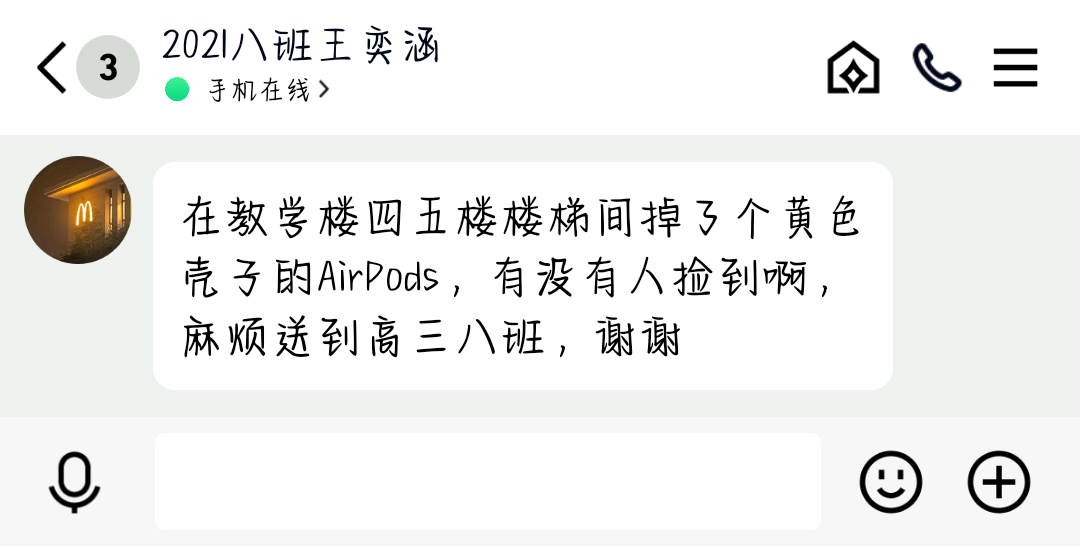 3
2021八班王奕涵
手机在线
在教学楼四五楼楼梯间掉了个黄色
壳子的AirPods，有没有人捡到啊，
麻烦送到高三八班，谢谢